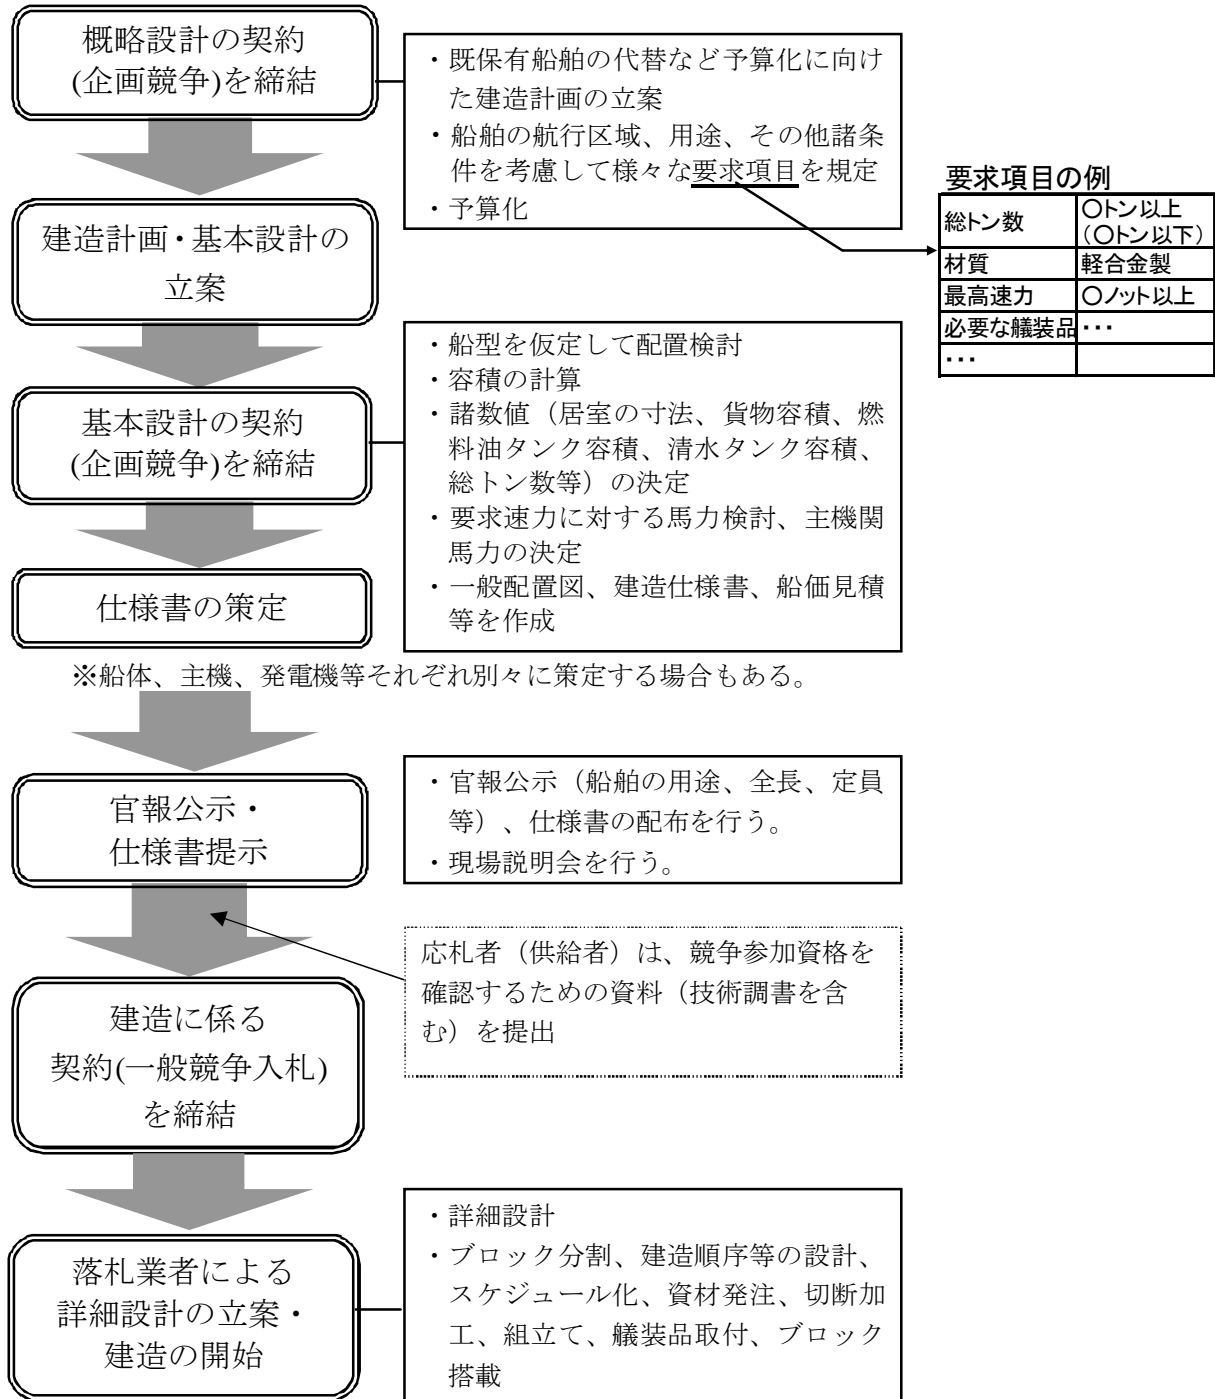 概略設計の契約
(企画競争)を締結
・既保有船舶の代替など予算化に向け
た建造計画の立案
・船舶の航行区域、用途、その他諸条
件を考慮して様々な要求項目を規定
・予算化
要求項目の例
総トン数 〇トン以上
（〇トン以下）
材質 軽合金製
最高速力 〇ノット以上
必要な艤装品 ・・・
・・・
建造計画・基本設計の
立案
基本設計の契約
(企画競争)を締結
・船型を仮定して配置検討
・容積の計算
・諸数値（居室の寸法、貨物容積、燃
料油タンク容積、清水タンク容積、
総トン数等）の決定
・要求速力に対する馬力検討、主機関
馬力の決定
・一般配置図、建造仕様書、船価見積
等を作成
仕様書の策定
※船体、主機、発電機等それぞれ別々に策定する場合もある。
官報公示・
仕様書提示
・官報公示（船舶の用途、全長、定員
等）、仕様書の配布を行う。
・現場説明会を行う。
応札者（供給者）は、競争参加資格を
確認するための資料（技術調書を含
む）を提出
建造に係る
契約(一般競争入札)
を締結
落札業者による
詳細設計の立案・
建造の開始
・詳細設計
・ブロック分割、建造順序等の設計、
スケジュール化、資材発注、切断加
工、組立て、艤装品取付、ブロック
搭載